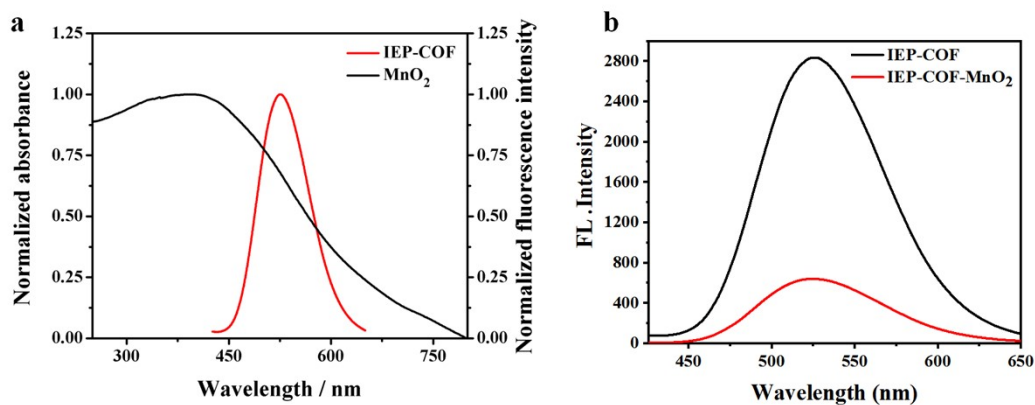 a
1.25
1.00
0.75
0.50
0.25
0.00
Normalized absorbance
300
450
600
750
Wavelength / nm
1.25
1.00
0.75
0.50
0.25
0.00
Normalized fluorescence intensity
IEP-COF
MnO2
b
2800
2400
2000
1600
1200
800
400
0
FL . Intensity
450
500
550
600
650
Wavelength (nm)
IEP-COF
IEP-COF-MnO2